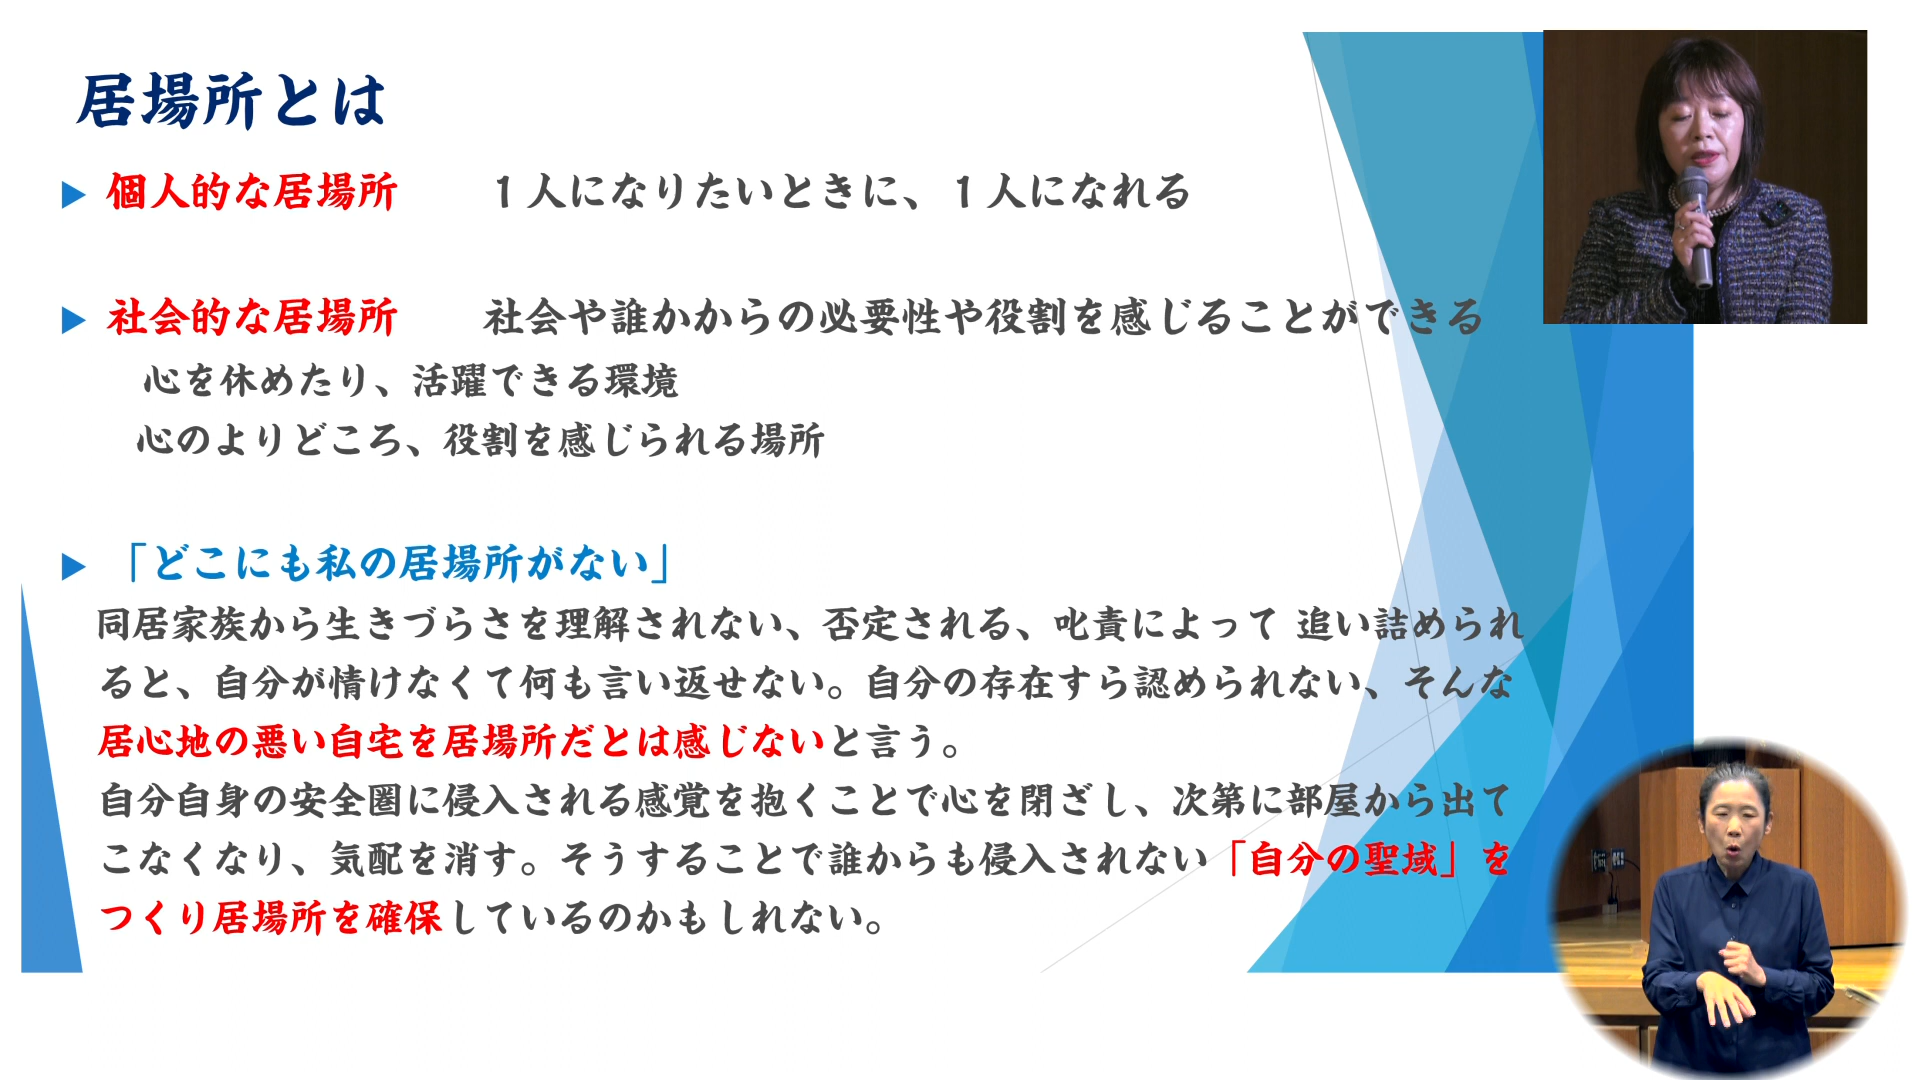 居場所とは
個人的な居場所　　１人になりたいときに、１人になれる
社会的な居場所　　社会や誰かからの必要性や役割を感じることができる
心を休めたり、活躍できる環境
心のよりどころ、役割を感じられる場所
「どこにも私の居場所がない」
同居家族から生きづらさを理解されない、否定される、叱責によって 追い詰められ
ると、自分が情けなくて何も言い返せない。自分の存在すら認められない、そんな
居心地の悪い自宅を居場所だとは感じないと言う。
自分自身の安全圏に侵入される感覚を抱くことで心を閉ざし、次第に部屋から出て
こなくなり、気配を消す。そうすることで誰からも侵入されない「自分の聖域」を
つくり居場所を確保しているのかもしれない。